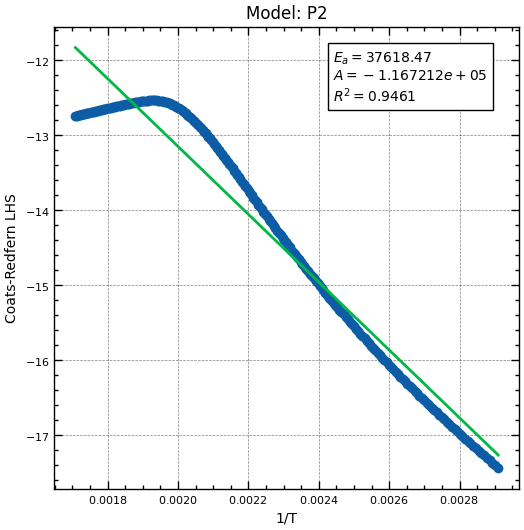 Model: P2
E_a = 37618.47
A = −1.167212e + 05
R² = 0.9461
Coats-Redfern LHS
−12
−13
−14
−15
−16
−17
0.0018 0.0020 0.0022 0.0024 0.0026 0.0028
1/T